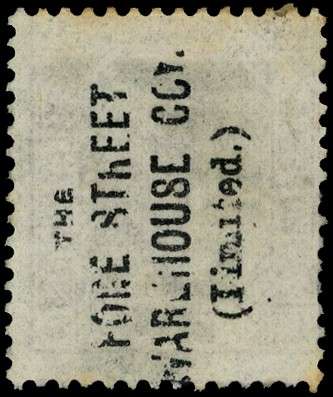 THE
FORE STREET
WAREHOUSE COY.
(Limited.)